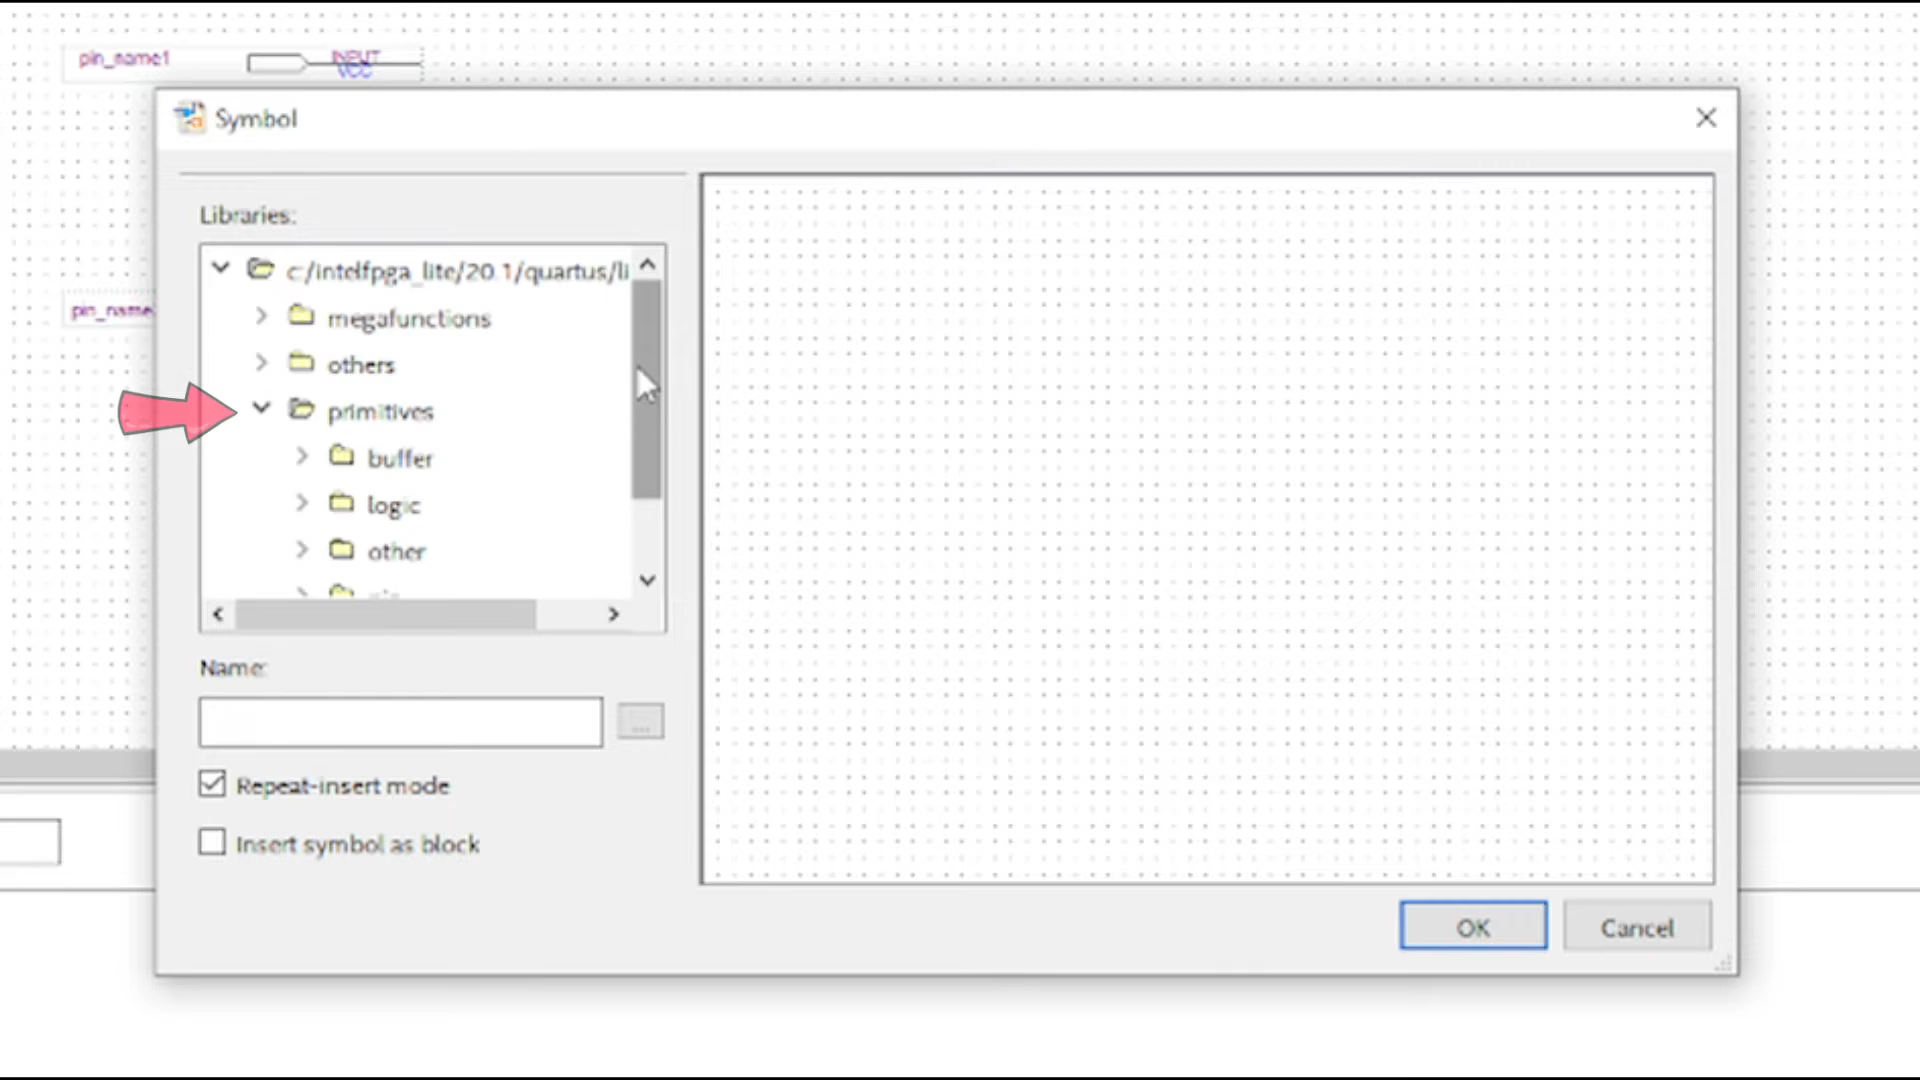 pin_name1
INPUT
VCC
Symbol
Libraries:
c:/intelfpga_lite/20.1/quartus/li
megafunctions
others
pin_name
primitives
buffer
logic
other
Name:
...
Repeat-insert mode
Insert symbol as block
OK
Cancel